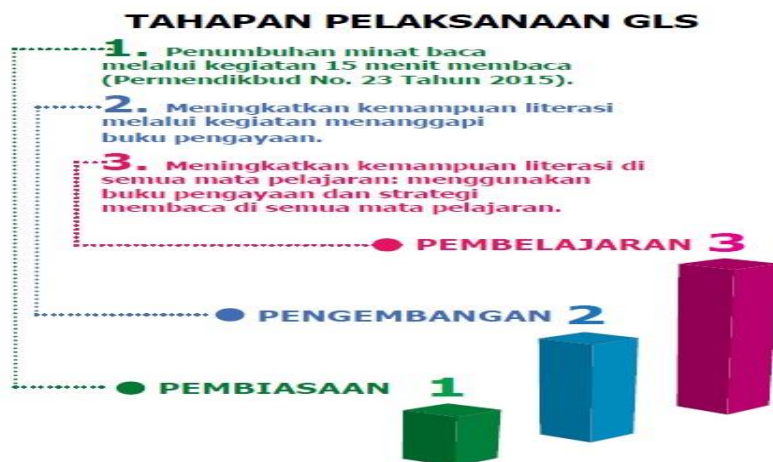 TAHAPAN PELAKSANAAN GLS
1. Penumbuhan minat baca
melalui kegiatan 15 menit membaca
(Permendikbud No. 23 Tahun 2015).
2. Meningkatkan kemampuan literasi
melalui kegiatan menanggapi
buku pengayaan.
3. Meningkatkan kemampuan literasi di
semua mata pelajaran: menggunakan
buku pengayaan dan strategi
membaca di semua mata pelajaran.
PEMBELAJARAN 3
PENGEMBANGAN 2
PEMBIASAAN 1